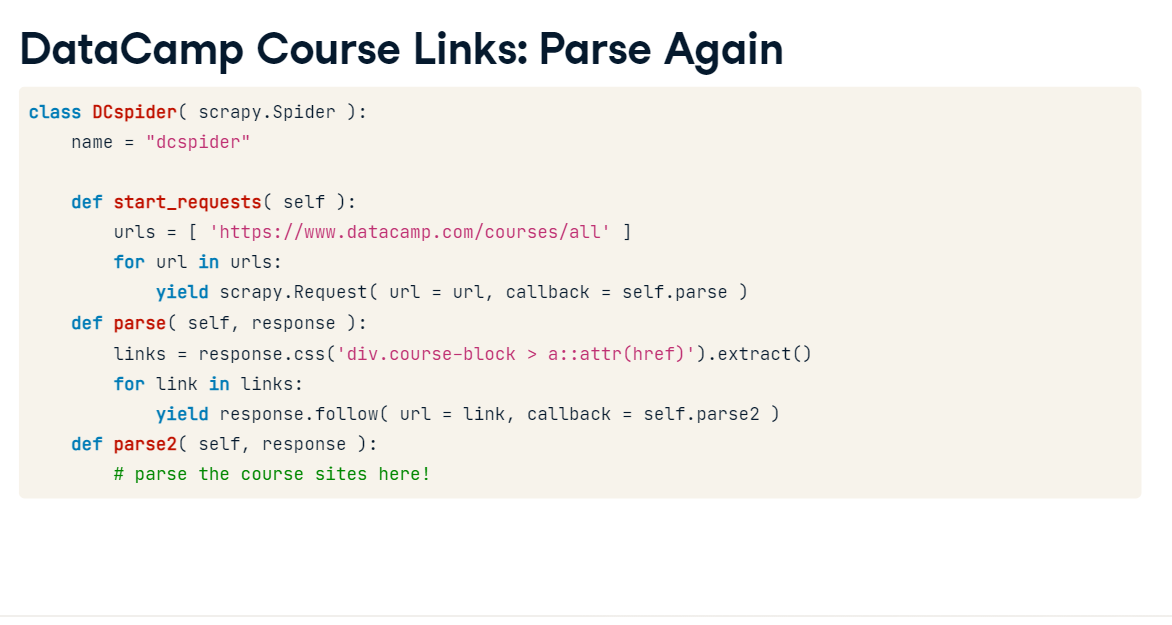 DataCamp Course Links: Parse Again
class DCspider( scrapy.Spider ):
    name = "dcspider"

    def start_requests( self ):
        urls = [ 'https://www.datacamp.com/courses/all' ]
        for url in urls:
            yield scrapy.Request( url = url, callback = self.parse )
    def parse( self, response ):
        links = response.css('div.course-block > a::attr(href)').extract()
        for link in links:
            yield response.follow( url = link, callback = self.parse2 )
    def parse2( self, response ):
        # parse the course sites here!